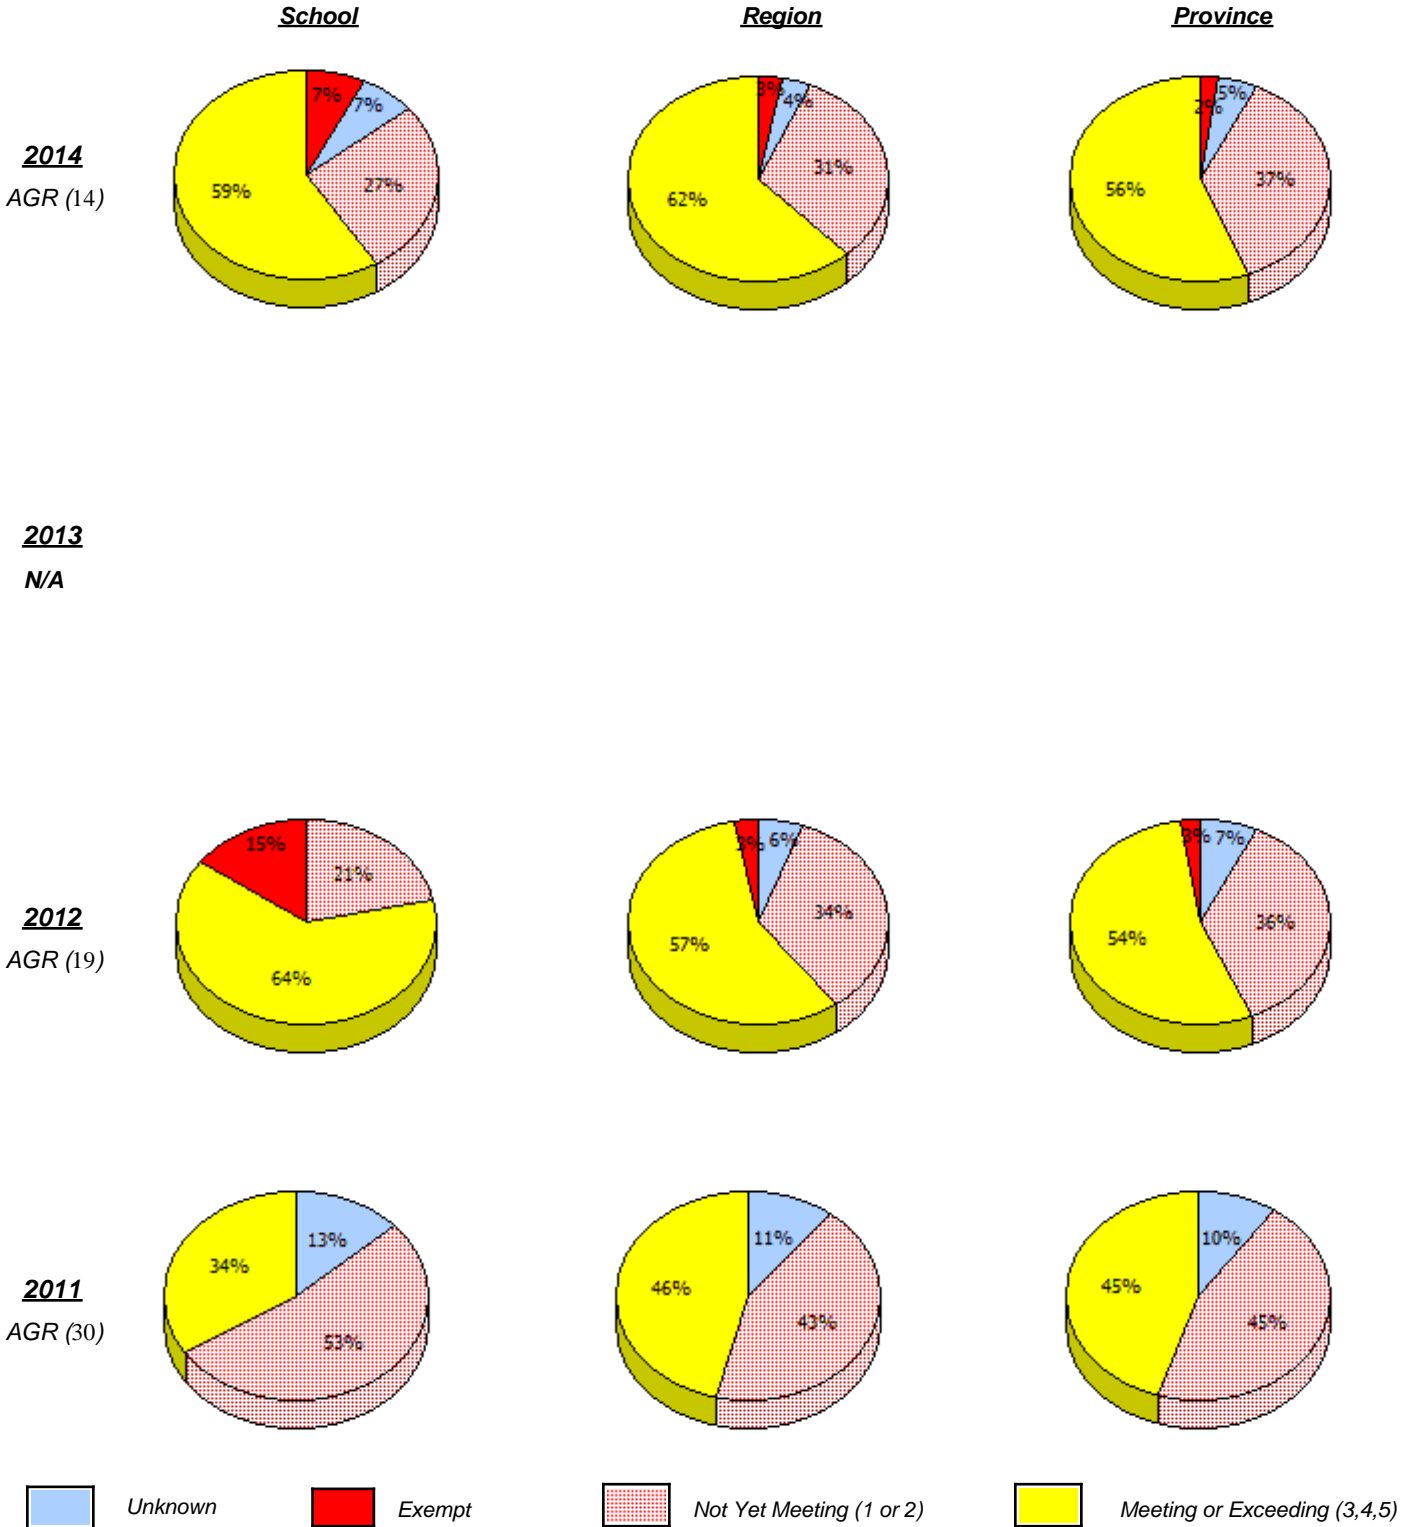 School Region Province
7% 7% 27% 59%
3% 4% 31% 62%
2% 5% 37% 56%
2014
AGR (14)
2013
N/A
15% 21% 64%
3% 6% 34% 57%
3% 7% 36% 54%
2012
AGR (19)
13% 34% 53%
11% 46% 43%
10% 45% 45%
2011
AGR (30)
Unknown Exempt Not Yet Meeting (1 or 2) Meeting or Exceeding (3,4,5)